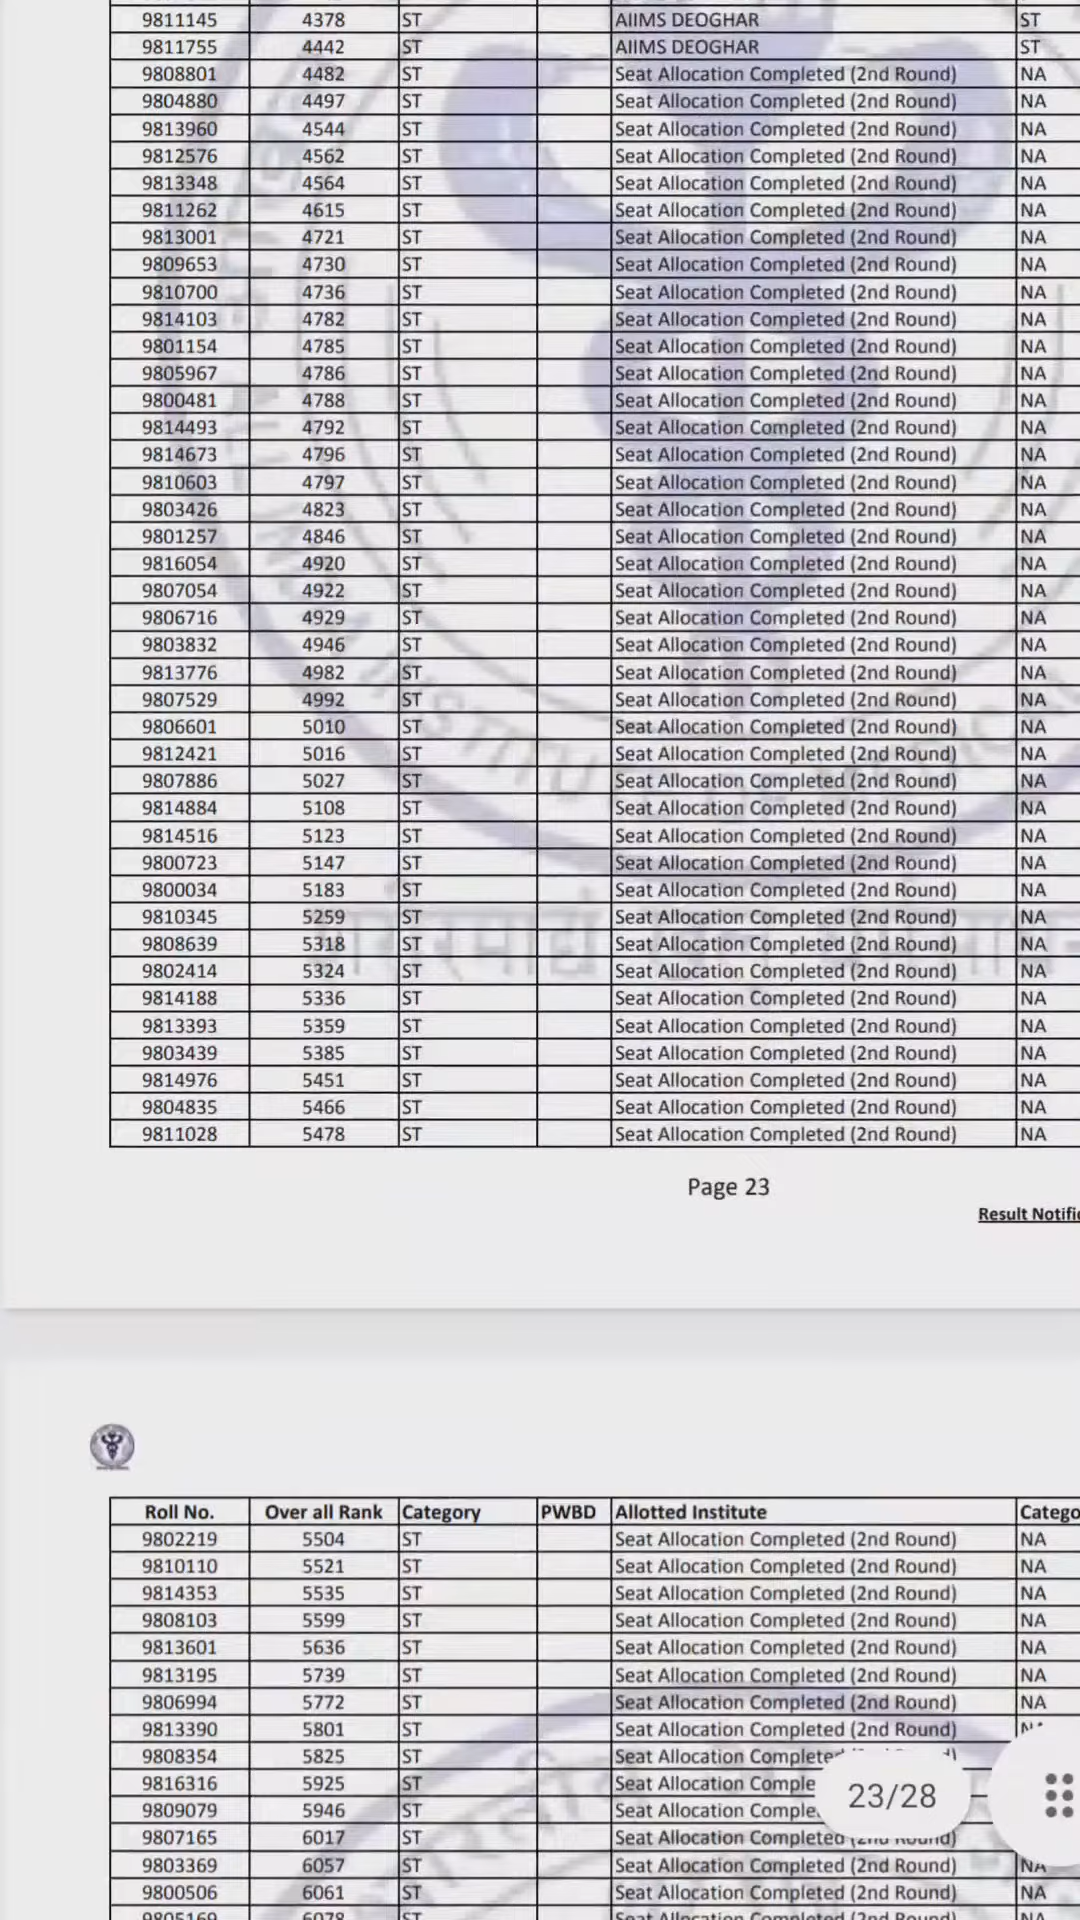 9811145 4378 ST AIIMS DEOGHAR ST
9811755 4442 ST AIIMS DEOGHAR ST
9808801 4482 ST Seat Allocation Completed (2nd Round) NA
9804880 4497 ST Seat Allocation Completed (2nd Round) NA
9813960 4544 ST Seat Allocation Completed (2nd Round) NA
9812576 4562 ST Seat Allocation Completed (2nd Round) NA
9813348 4564 ST Seat Allocation Completed (2nd Round) NA
9811262 4615 ST Seat Allocation Completed (2nd Round) NA
9813001 4721 ST Seat Allocation Completed (2nd Round) NA
9809653 4730 ST Seat Allocation Completed (2nd Round) NA
9810700 4736 ST Seat Allocation Completed (2nd Round) NA
9814103 4782 ST Seat Allocation Completed (2nd Round) NA
9801154 4785 ST Seat Allocation Completed (2nd Round) NA
9805967 4786 ST Seat Allocation Completed (2nd Round) NA
9800481 4788 ST Seat Allocation Completed (2nd Round) NA
9814493 4792 ST Seat Allocation Completed (2nd Round) NA
9814673 4796 ST Seat Allocation Completed (2nd Round) NA
9810603 4797 ST Seat Allocation Completed (2nd Round) NA
9803426 4823 ST Seat Allocation Completed (2nd Round) NA
9801257 4846 ST Seat Allocation Completed (2nd Round) NA
9816054 4920 ST Seat Allocation Completed (2nd Round) NA
9807054 4922 ST Seat Allocation Completed (2nd Round) NA
9806716 4929 ST Seat Allocation Completed (2nd Round) NA
9803832 4946 ST Seat Allocation Completed (2nd Round) NA
9813776 4982 ST Seat Allocation Completed (2nd Round) NA
9807529 4992 ST Seat Allocation Completed (2nd Round) NA
9806601 5010 ST Seat Allocation Completed (2nd Round) NA
9812421 5016 ST Seat Allocation Completed (2nd Round) NA
9807886 5027 ST Seat Allocation Completed (2nd Round) NA
9814884 5108 ST Seat Allocation Completed (2nd Round) NA
9814516 5123 ST Seat Allocation Completed (2nd Round) NA
9800723 5147 ST Seat Allocation Completed (2nd Round) NA
9800034 5183 ST Seat Allocation Completed (2nd Round) NA
9810345 5259 ST Seat Allocation Completed (2nd Round) NA
9808639 5318 ST Seat Allocation Completed (2nd Round) NA
9802414 5324 ST Seat Allocation Completed (2nd Round) NA
9814188 5336 ST Seat Allocation Completed (2nd Round) NA
9813393 5359 ST Seat Allocation Completed (2nd Round) NA
9803439 5385 ST Seat Allocation Completed (2nd Round) NA
9814976 5451 ST Seat Allocation Completed (2nd Round) NA
9804835 5466 ST Seat Allocation Completed (2nd Round) NA
9811028 5478 ST Seat Allocation Completed (2nd Round) NA
Page 23
Result Notifi
Roll No. Over all Rank Category PWBD Allotted Institute Catego
9802219 5504 ST Seat Allocation Completed (2nd Round) NA
9810110 5521 ST Seat Allocation Completed (2nd Round) NA
9814353 5535 ST Seat Allocation Completed (2nd Round) NA
9808103 5599 ST Seat Allocation Completed (2nd Round) NA
9813601 5636 ST Seat Allocation Completed (2nd Round) NA
9813195 5739 ST Seat Allocation Completed (2nd Round) NA
9806994 5772 ST Seat Allocation Completed (2nd Round) NA
9813390 5801 ST Seat Allocation Completed (2nd Round)
9808354 5825 ST Seat Allocation Completed
9816316 5925 ST Seat Allocation Comple
9809079 5946 ST Seat Allocation Comple
23/28
9807165 6017 ST Seat Allocation Completed (2nd Round)
9803369 6057 ST Seat Allocation Completed (2nd Round) NA
9800506 6061 ST Seat Allocation Completed (2nd Round) NA
9805169 6078 ST Seat Allocation Completed (2nd Round) NA